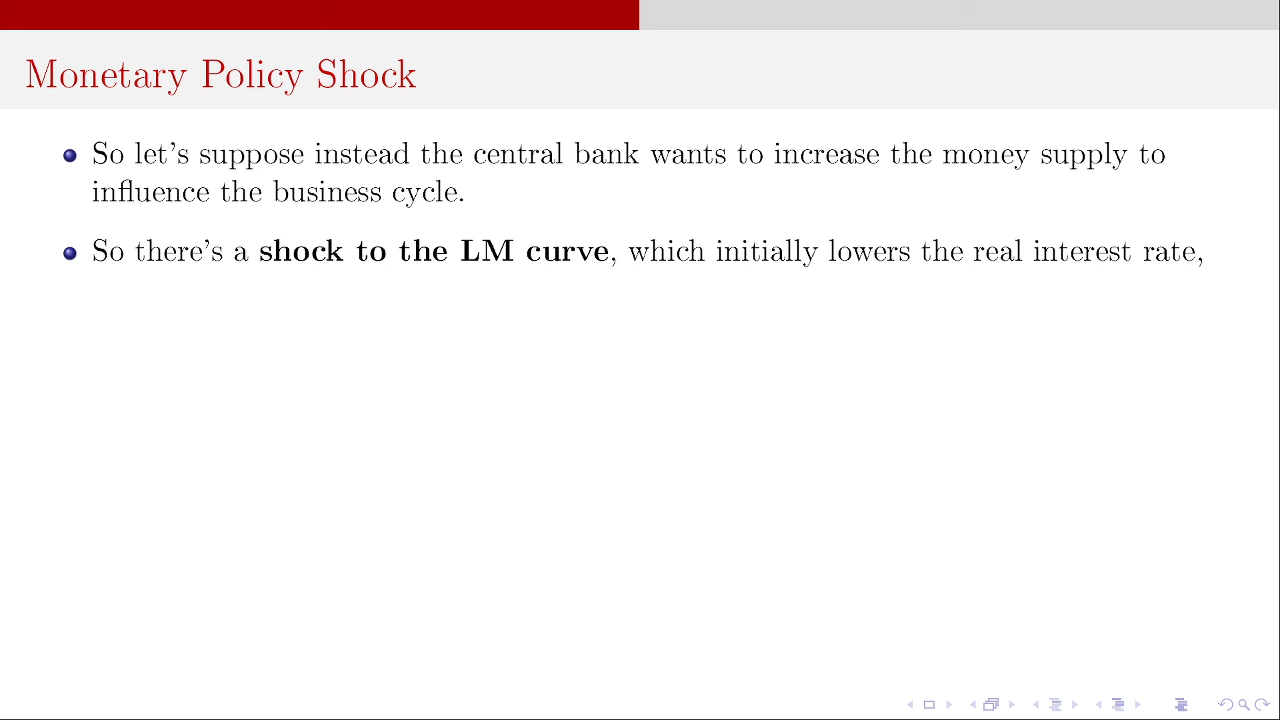 Monetary Policy Shock
So let's suppose instead the central bank wants to increase the money supply to
influence the business cycle.
So there's a shock to the LM curve, which initially lowers the real interest rate,